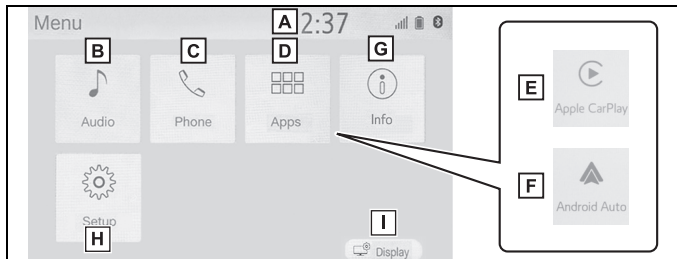 Menu
A
2:37
B
C
D
G
Audio
Phone
Apps
Info
E
Apple CarPlay
F
Android Auto
Setup
H
I
Display